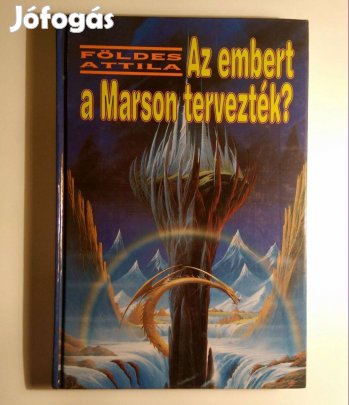 Jófogás
FÖLDES
ATTILA
Az embert
a Marson tervezték?